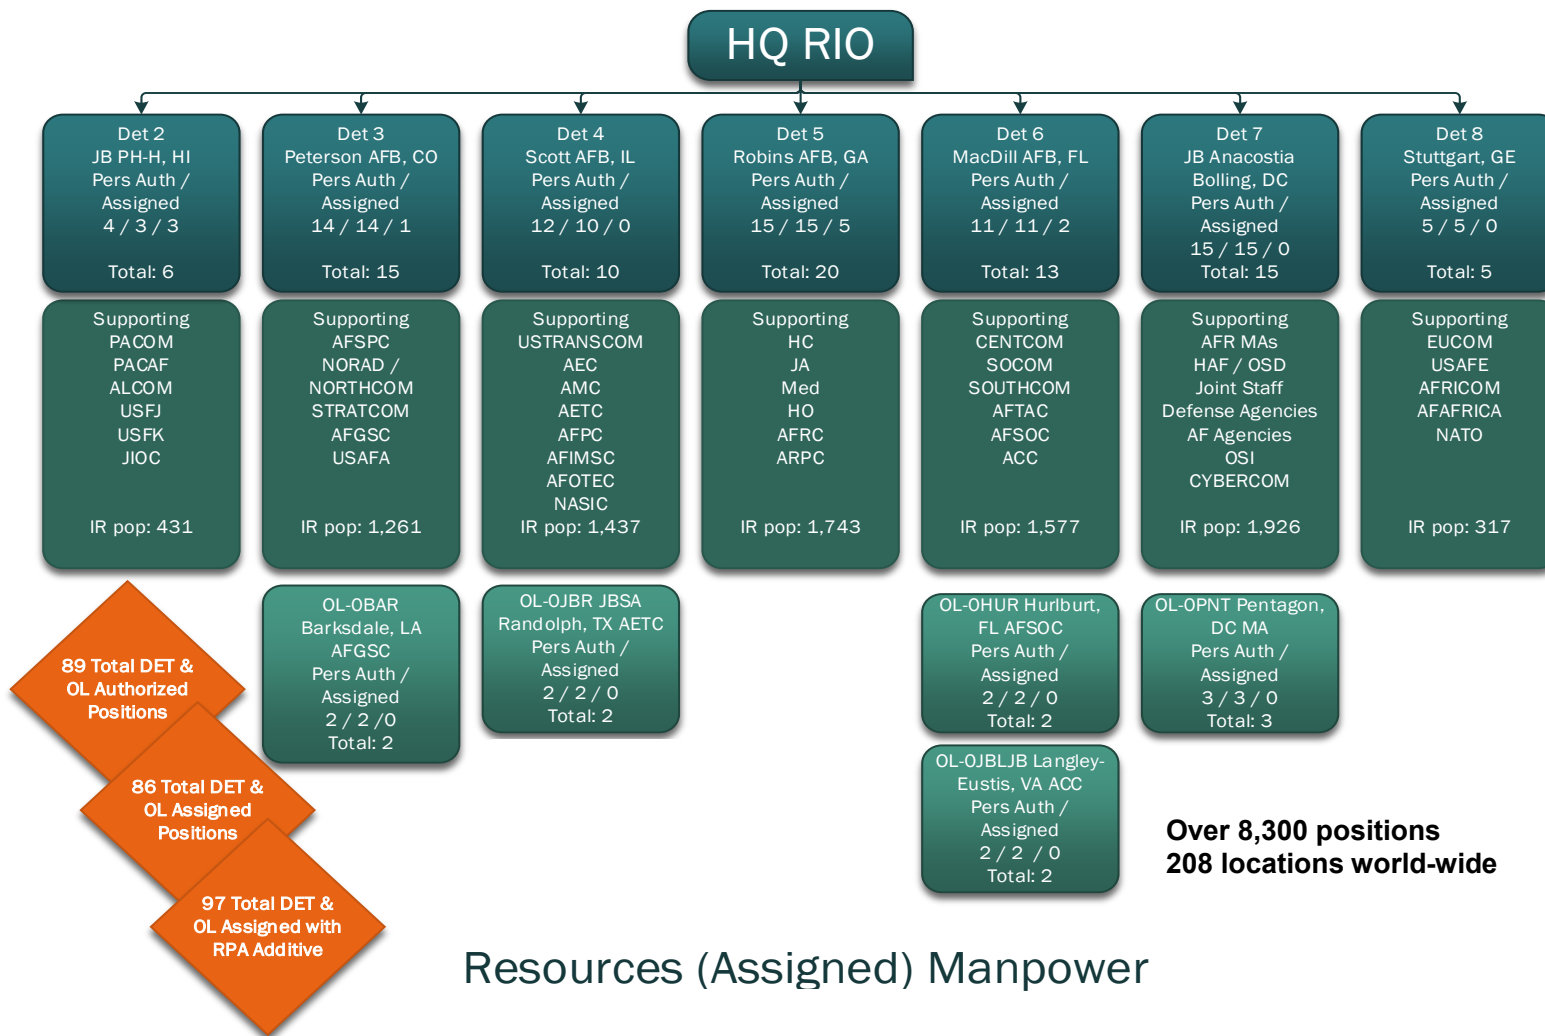 HQ RIO
Det 2
JB PH-H, HI
Pers Auth /
Assigned
4 / 3 / 3
Total: 6
Det 3
Peterson AFB, CO
Pers Auth /
Assigned
14 / 14 / 1
Total: 15
Det 4
Scott AFB, IL
Pers Auth /
Assigned
12 / 10 / 0
Total: 10
Det 5
Robins AFB, GA
Pers Auth /
Assigned
15 / 15 / 5
Total: 20
Det 6
MacDill AFB, FL
Pers Auth /
Assigned
11 / 11 / 2
Total: 13
Det 7
JB Anacostia
Bolling, DC
Pers Auth /
Assigned
15 / 15 / 0
Total: 15
Det 8
Stuttgart, GE
Pers Auth /
Assigned
5 / 5 / 0
Total: 5
Supporting
PACOM
PACAF
ALCOM
USFJ
USFK
JIOC
IR pop: 431
Supporting
AFSPC
NORAD /
NORTHCOM
STRATCOM
AFGSC
USAFA
IR pop: 1,261
Supporting
USTRANSCOM
AEC
AMC
AETC
AFPC
AFIMSC
AFOTEC
NASIC
IR pop: 1,437
Supporting
HC
JA
Med
HO
AFRC
ARPC
IR pop: 1,743
Supporting
CENTCOM
SOCOM
SOUTHCOM
AFTAC
AFSOC
ACC
IR pop: 1,577
Supporting
AFR MAs
HAF / OSD
Joint Staff
Defense Agencies
AF Agencies
OSI
CYBERCOM
IR pop: 1,926
Supporting
EUCOM
USAFE
AFRICOM
AFAFRICA
NATO
IR pop: 317
OL-0BAR
Barksdale, LA
AFGSC
Pers Auth /
Assigned
2 / 2 /0
Total: 2
OL-0JBR JBSA
Randolph, TX AETC
Pers Auth /
Assigned
2 / 2 / 0
Total: 2
OL-0HUR Hurlburt,
FL AFSOC
Pers Auth /
Assigned
2 / 2 / 0
Total: 2
OL-0PNT Pentagon,
DC MA
Pers Auth /
Assigned
3 / 3 / 0
Total: 3
OL-0JBLJB Langley-
Eustis, VA ACC
Pers Auth /
Assigned
2 / 2 / 0
Total: 2
89 Total DET &
OL Authorized
Positions
86 Total DET &
OL Assigned
Positions
97 Total DET &
OL Assigned with
RPA Additive
Over 8,300 positions
208 locations world-wide
Resources (Assigned) Manpower